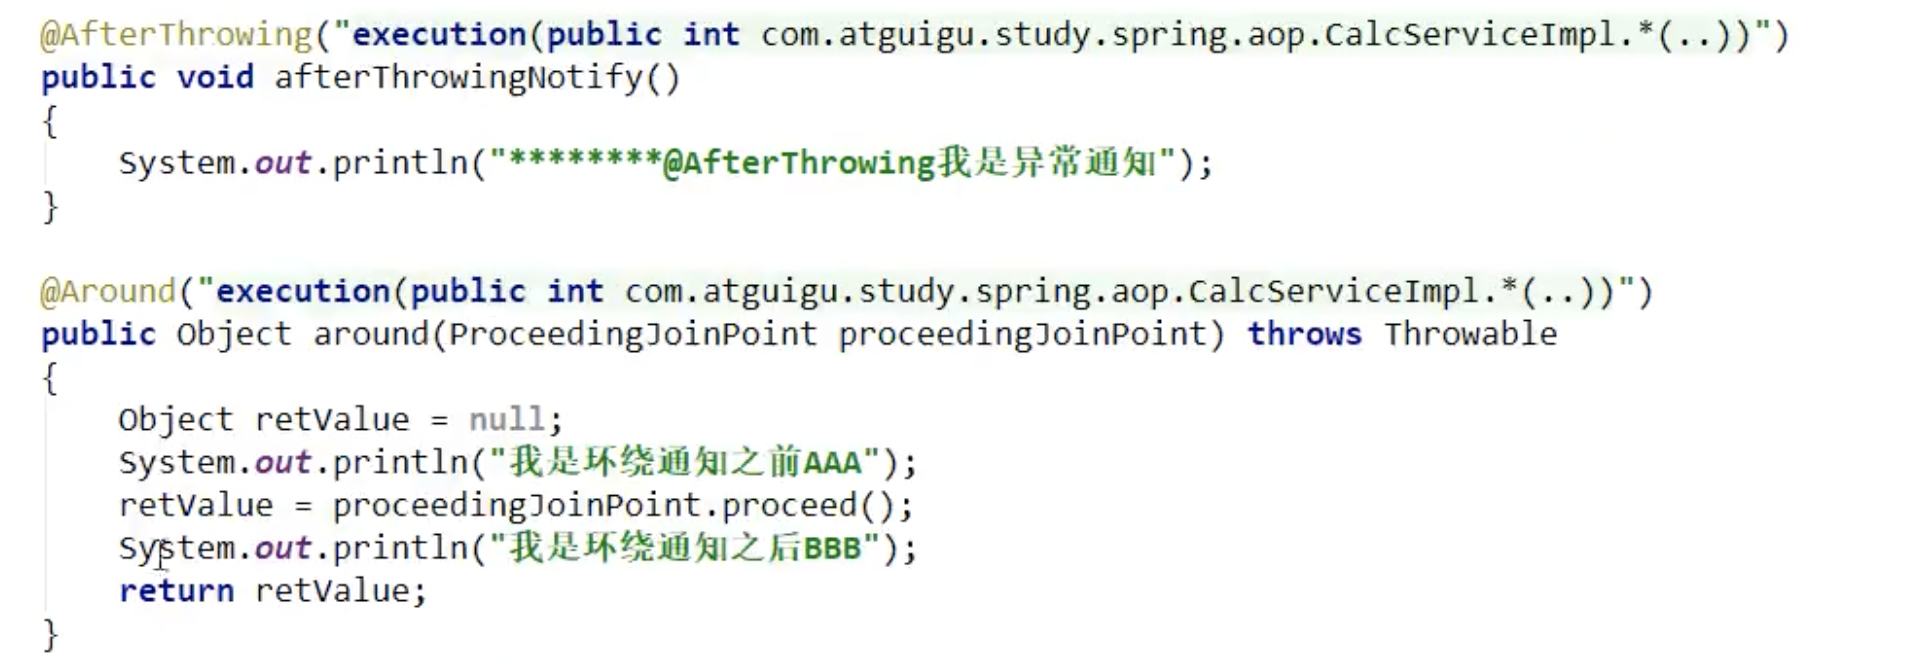 @AfterThrowing("execution(public int com.atguigu.study.spring.aop.CalcServiceImpl.*(..))")
public void afterThrowingNotify()
{
    System.out.println("********@AfterThrowing我是异常通知");
}

@Around("execution(public int com.atguigu.study.spring.aop.CalcServiceImpl.*(..))")
public Object around(ProceedingJoinPoint proceedingJoinPoint) throws Throwable
{
    Object retValue = null;
    System.out.println("我是环绕通知之前AAA");
    retValue = proceedingJoinPoint.proceed();
    System.out.println("我是环绕通知之后BBB");
    return retValue;
}